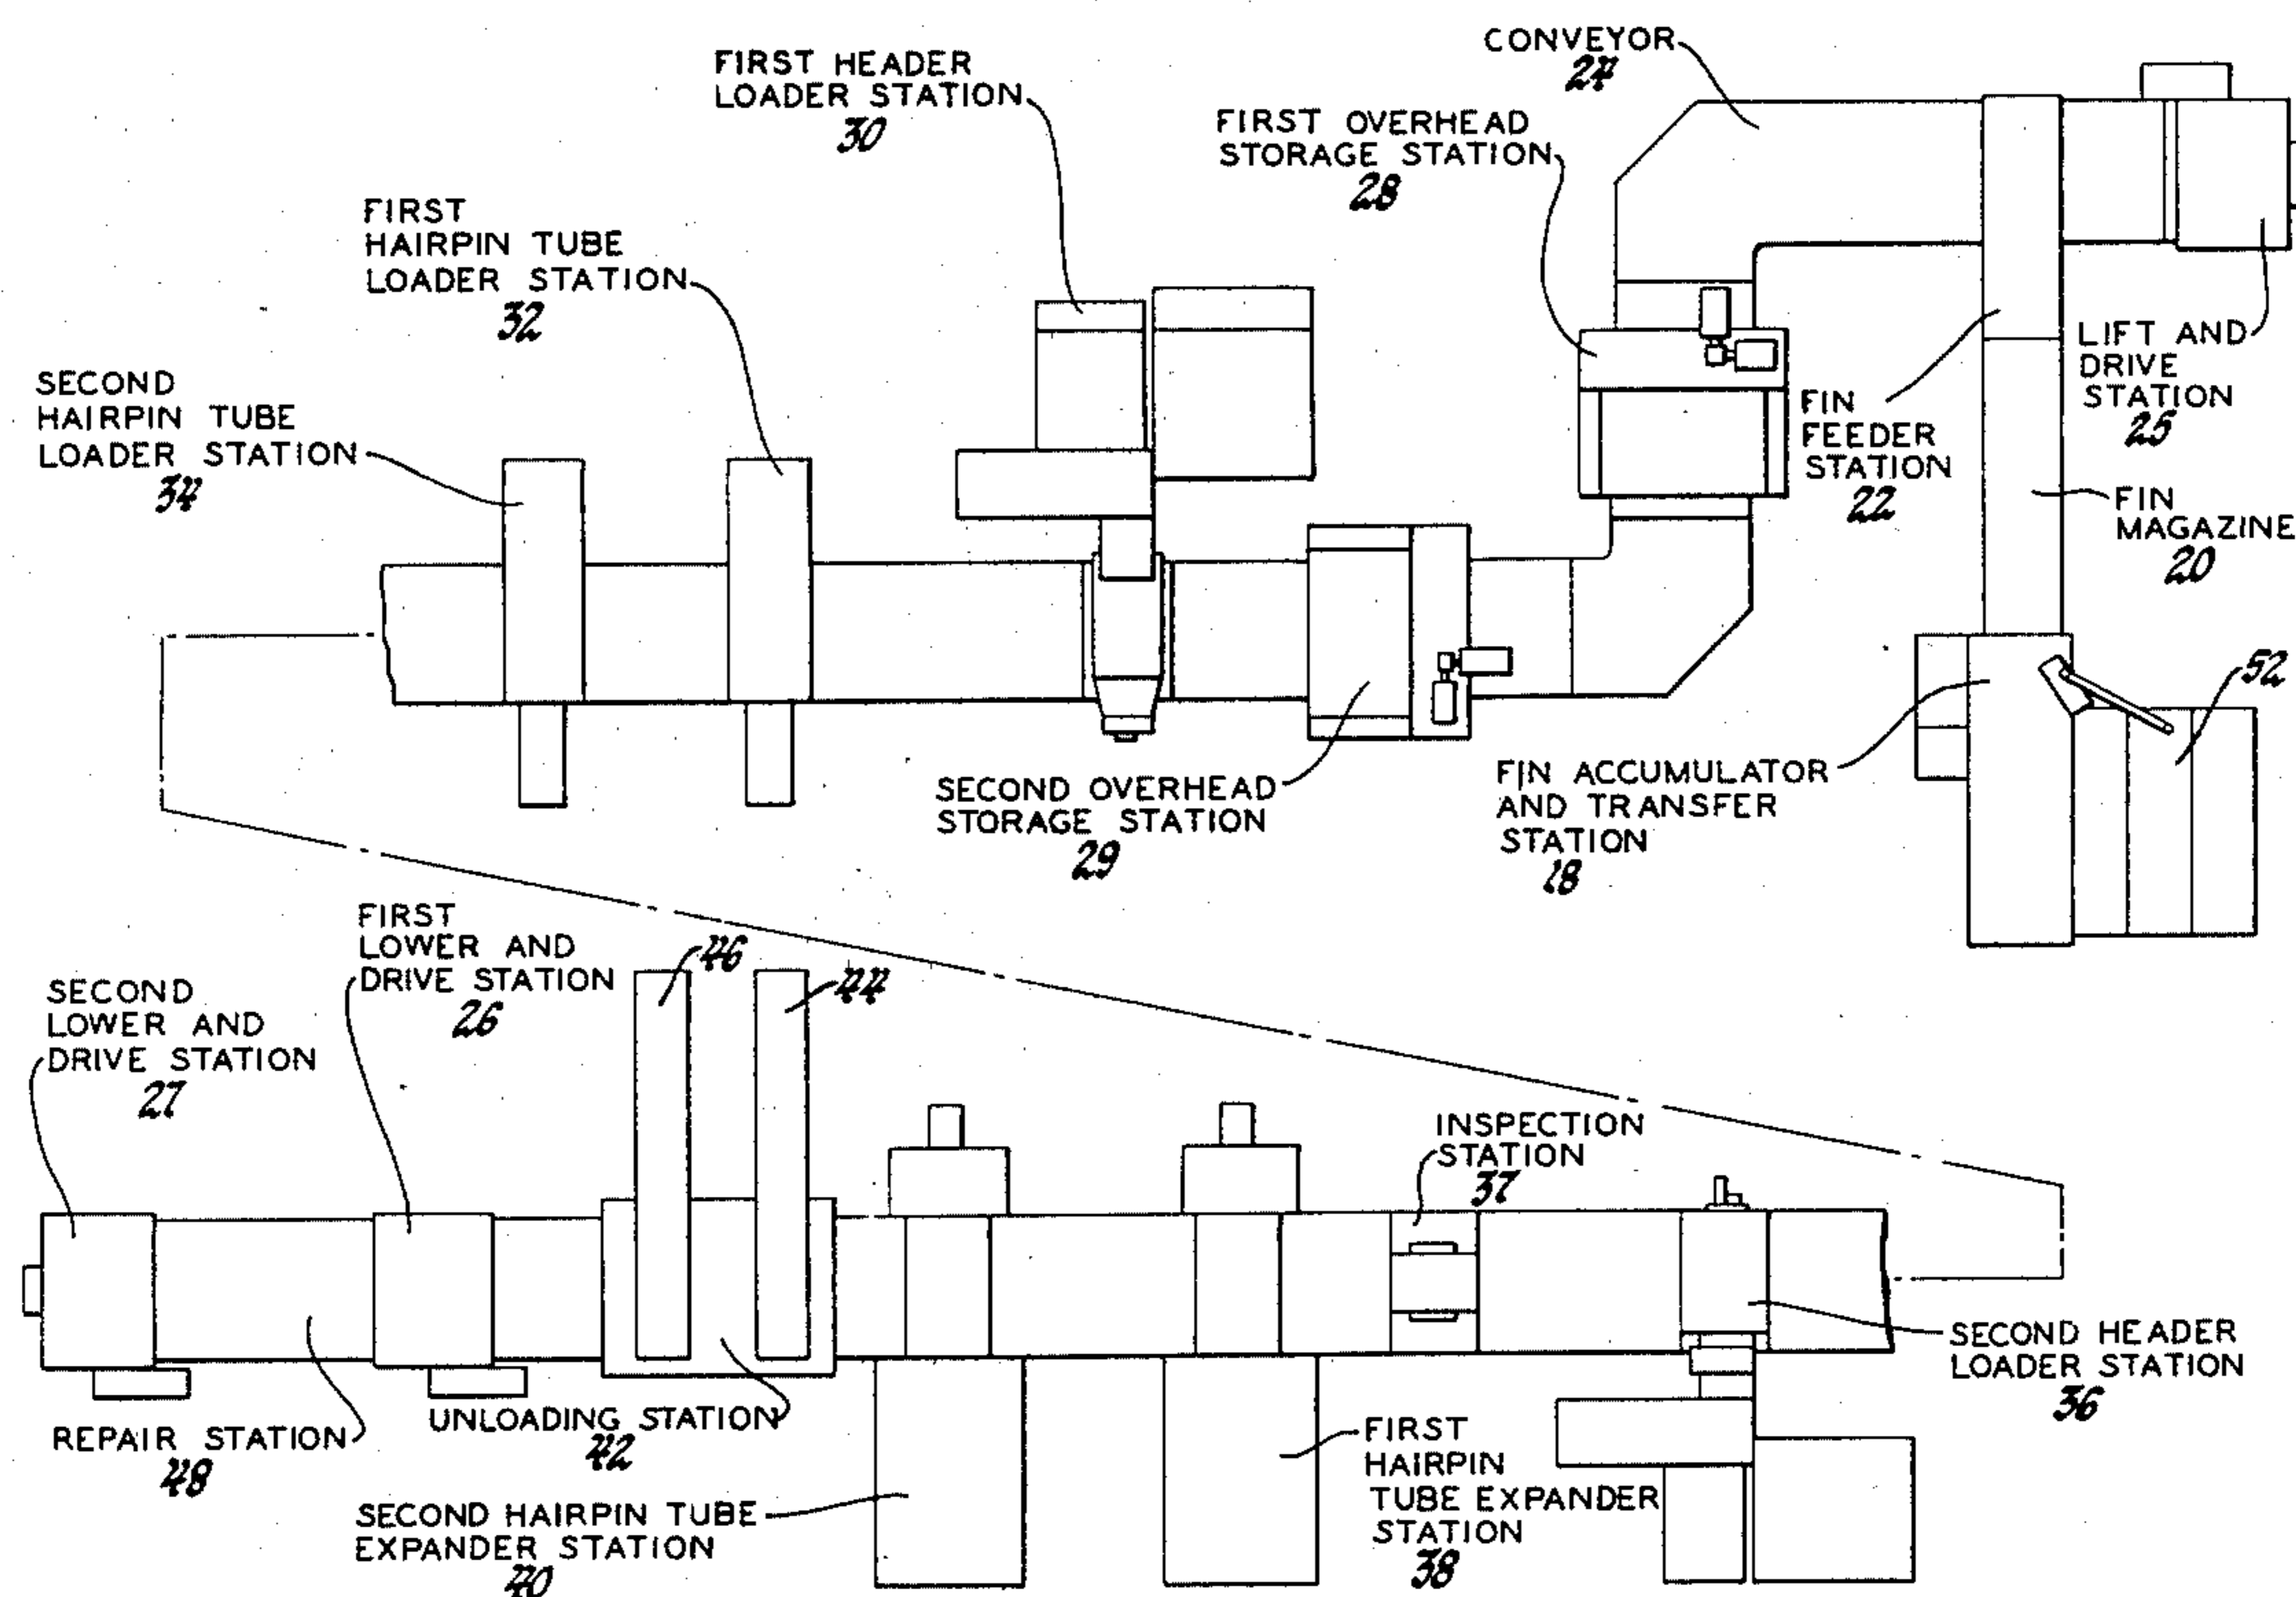 CONVEYOR
24
FIRST HEADER
LOADER STATION
30
FIRST OVERHEAD
STORAGE STATION
28
FIRST
HAIRPIN TUBE
LOADER STATION
32
SECOND
HAIRPIN TUBE
LOADER STATION
34
LIFT AND
DRIVE
STATION
25
FIN
FEEDER
STATION
22
FIN
MAGAZINE
20
52
SECOND OVERHEAD
STORAGE STATION
29
FIN ACCUMULATOR
AND TRANSFER
STATION
18
FIRST
LOWER AND
DRIVE STATION
26
46
44
SECOND
LOWER AND
DRIVE STATION
27
INSPECTION
STATION
37
SECOND HEADER
LOADER STATION
36
REPAIR STATION
48
UNLOADING STATION
42
FIRST
HAIRPIN
TUBE EXPANDER
STATION
38
SECOND HAIRPIN TUBE
EXPANDER STATION
40